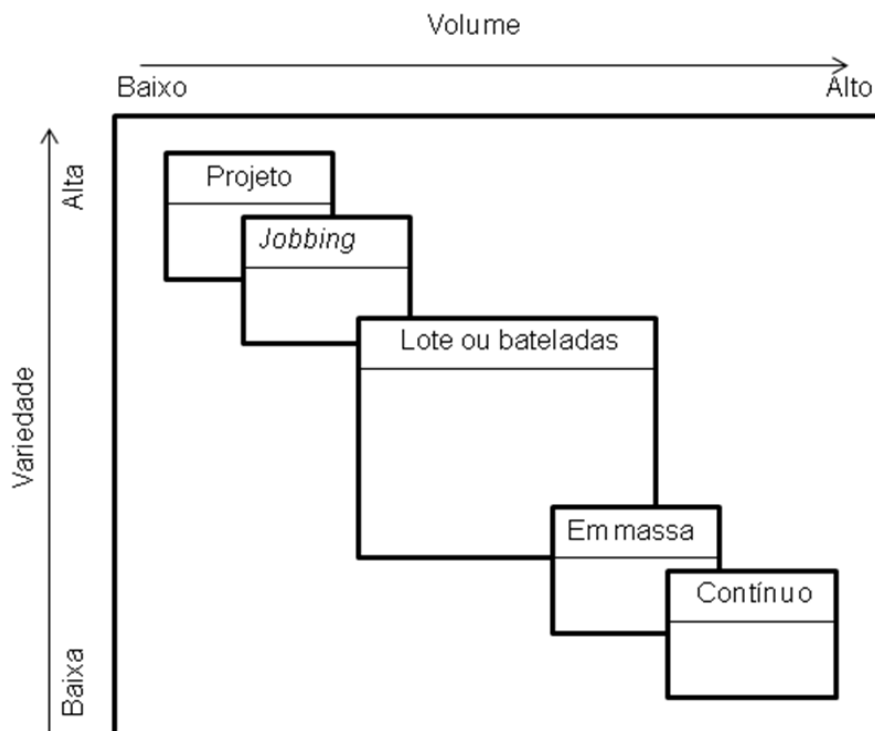 Volume
Baixo
Alto
Alta
Variedade
Baixa
Projeto
Jobbing
Lote ou bateladas
Em massa
Contínuo